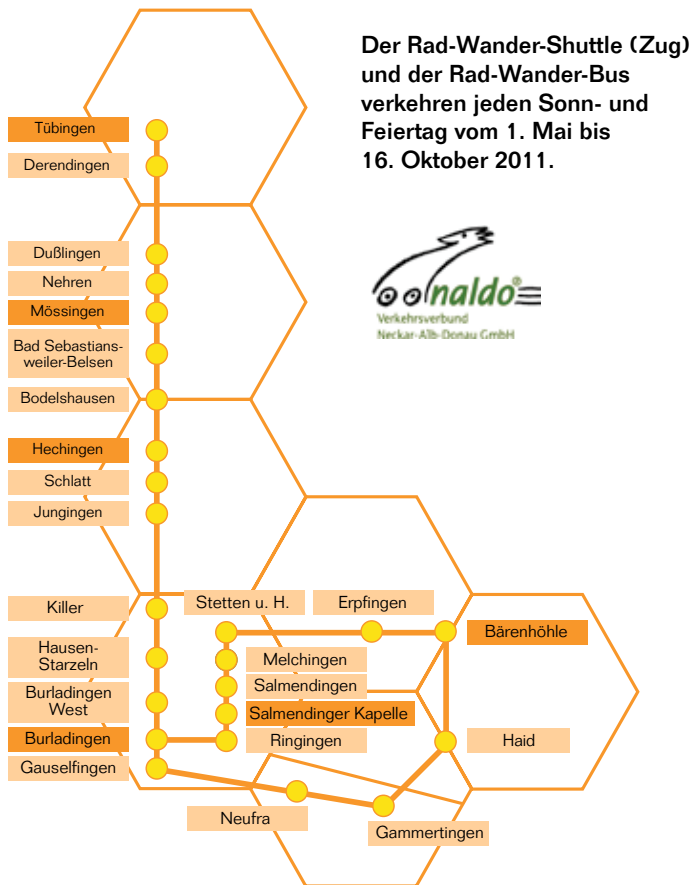 Der Rad-Wander-Shuttle (Zug)
und der Rad-Wander-Bus
verkehren jeden Sonn- und
Feiertag vom 1. Mai bis
16. Oktober 2011.
naldo®
Verkehrsverbund
Neckar-Alb-Donau GmbH
Tübingen
Derendingen
Dußlingen
Nehren
Mössingen
Bad Sebastians-
weiler-Belsen
Bodelshausen
Hechingen
Schlatt
Jungingen
Killer
Hausen-
Starzeln
Burladingen
West
Burladingen
Gauselfingen
Stetten u. H.
Erpfingen
Bärenhöhle
Melchingen
Salmendingen
Salmendinger Kapelle
Ringingen
Haid
Neufra
Gammertingen